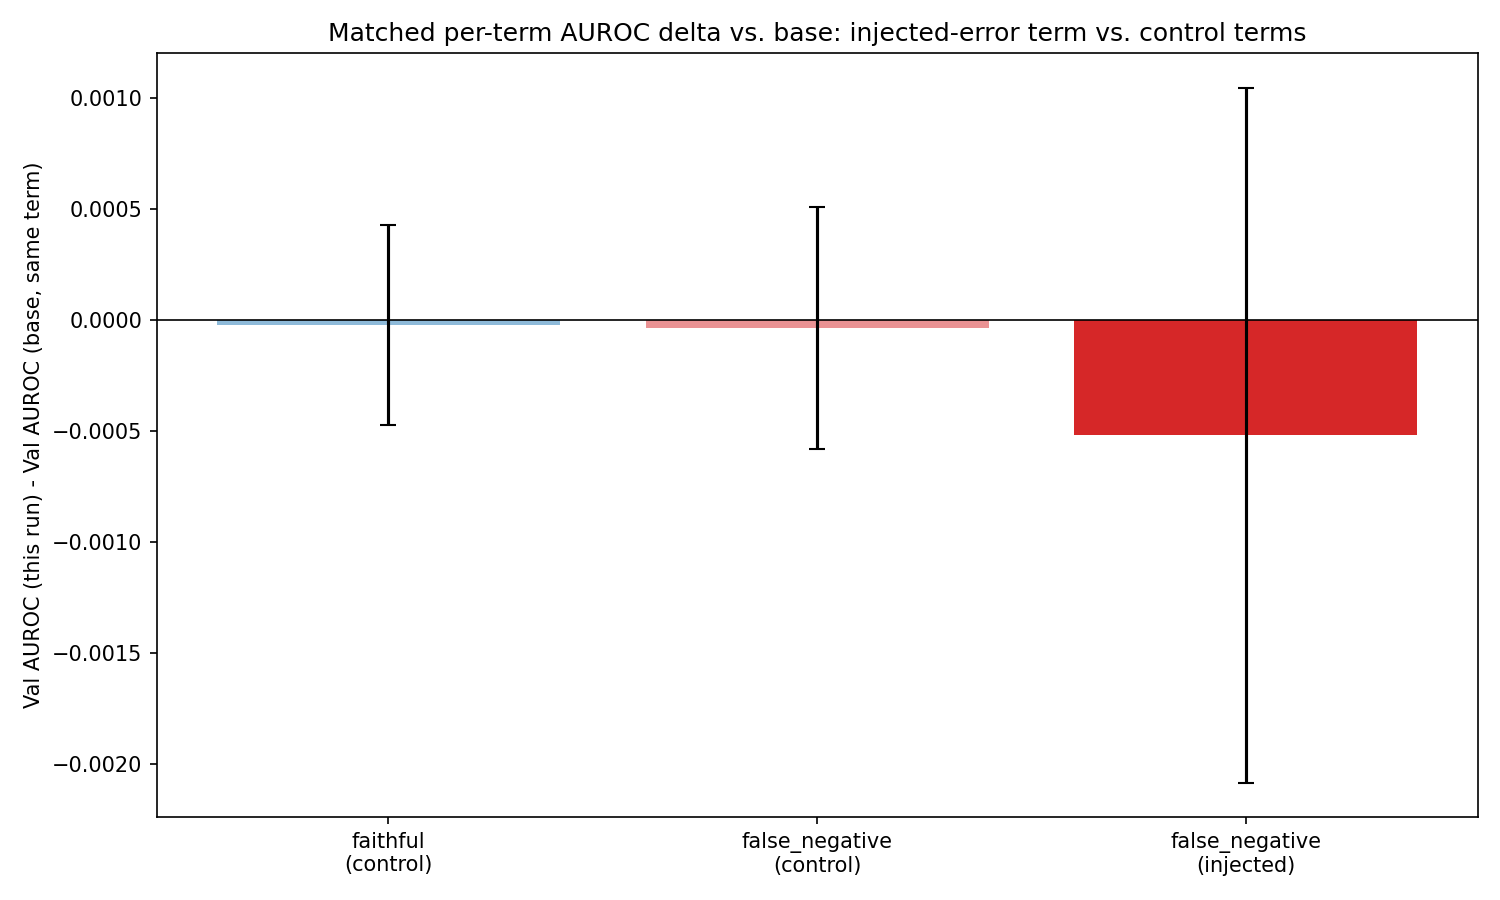 Matched per-term AUROC delta vs. base: injected-error term vs. control terms
Val AUROC (this run) - Val AUROC (base, same term)
0.0010
0.0005
0.0000
−0.0005
−0.0010
−0.0015
−0.0020
faithful
(control)
false_negative
(control)
false_negative
(injected)